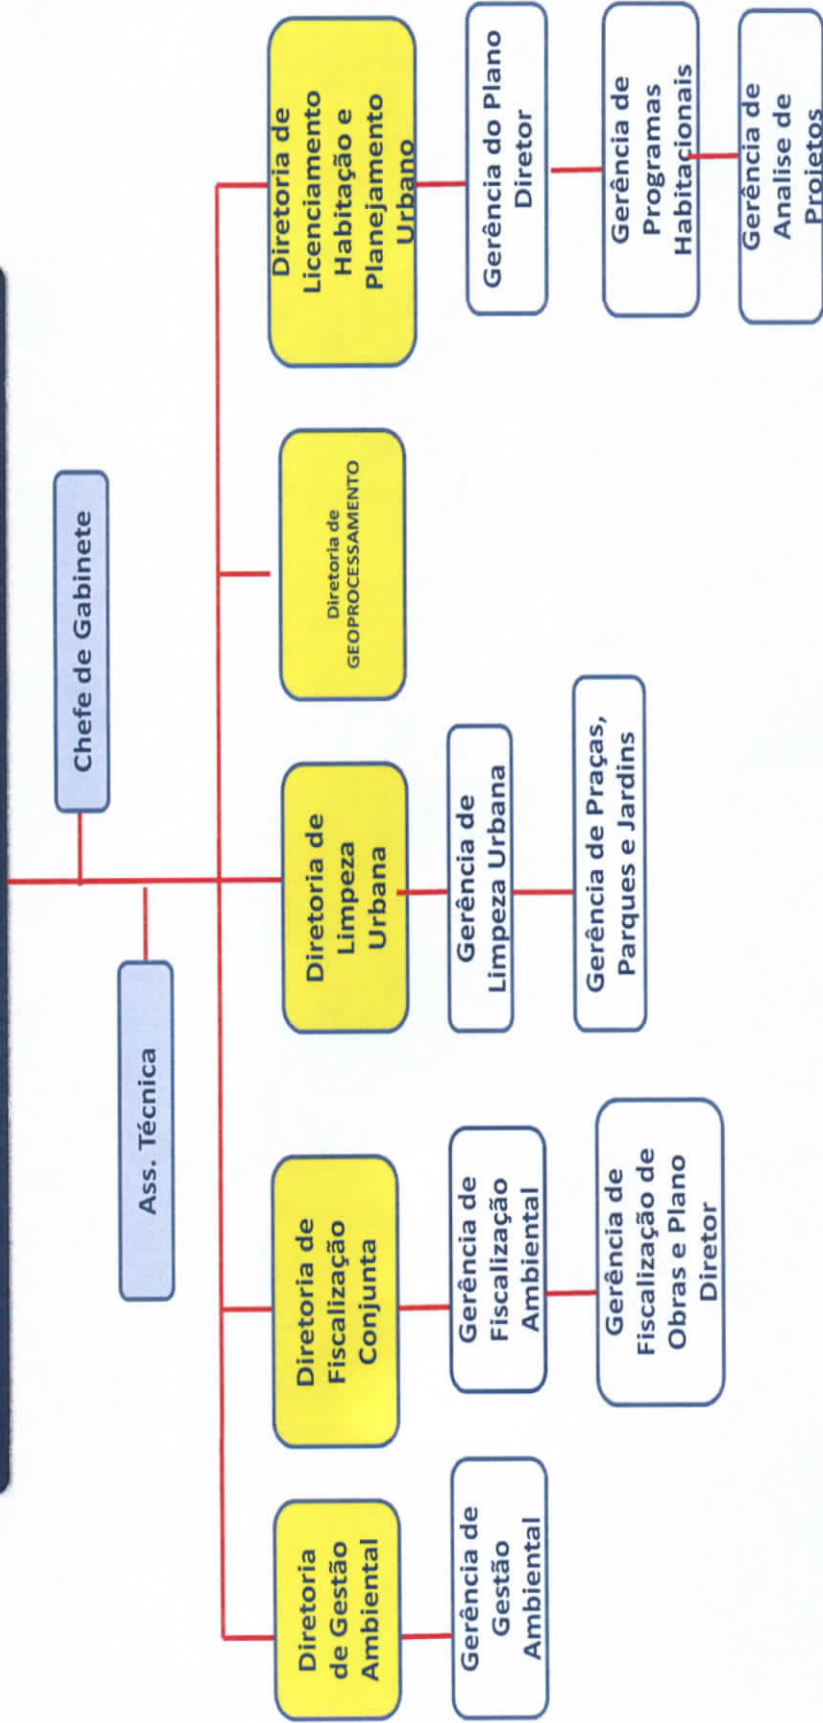 Chefe de Gabinete
Ass. Técnica
Diretoria
de Gestão
Ambiental
Gerência de
Gestão
Ambiental
Diretoria de
Fiscalização
Conjunta
Gerência de
Fiscalização
Ambiental
Gerência de
Fiscalização de
Obras e Plano
Diretor
Diretoria de
Limpeza
Urbana
Gerência de
Limpeza Urbana
Gerência de Praças,
Parques e Jardins
Diretoria de
GEOPROCESSAMENTO
Diretoria de
Licenciamento
Habitação e
Planejamento
Urbano
Gerência do Plano
Diretor
Gerência de
Programas
Habitacionais
Gerência de
Analise de
Projetos